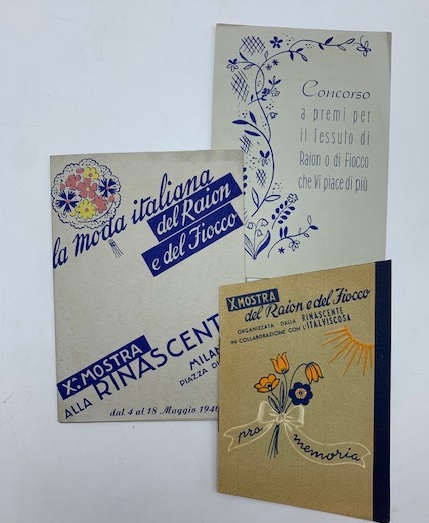 Concorso
a premi per
il tessuto di
Raion o di Fiocco
che Vi piace di più
la moda italiana
del Raion
e del Fiocco
Xª MOSTRA
ALLA RINASCENT
MILAN
PIAZZA D
dal 4 al 18 Maggio 194
X MOSTRA
del Raion e del Fiocco
ORGANIZZATA DALLA RINASCENTE
IN COLLABORAZIONE CON L'ITALVISCOSA
pro memoria